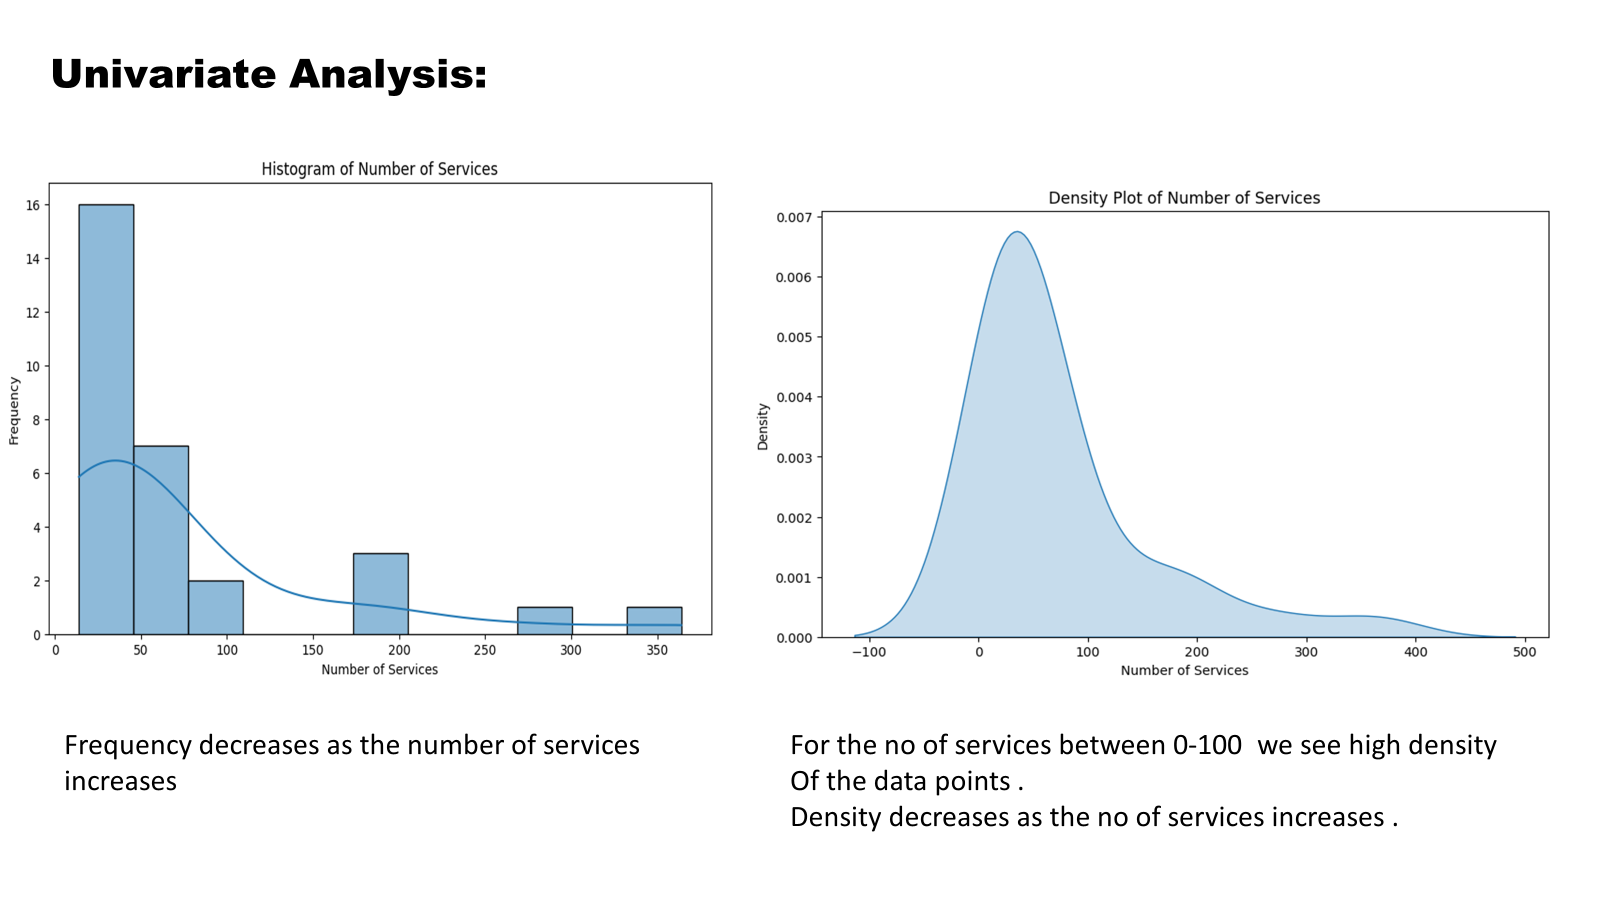 Univariate Analysis:
Histogram of Number of Services
16
14
12
10
8
6
4
2
0
Frequency
0 50 100 150 200 250 300 350
Number of Services
Density Plot of Number of Services
0.007
0.006
0.005
0.004
0.003
0.002
0.001
0.000
Density
−100 0 100 200 300 400 500
Number of Services
Frequency decreases as the number of services
increases
For the no of services between 0-100  we see high density
Of the data points .
Density decreases as the no of services increases .